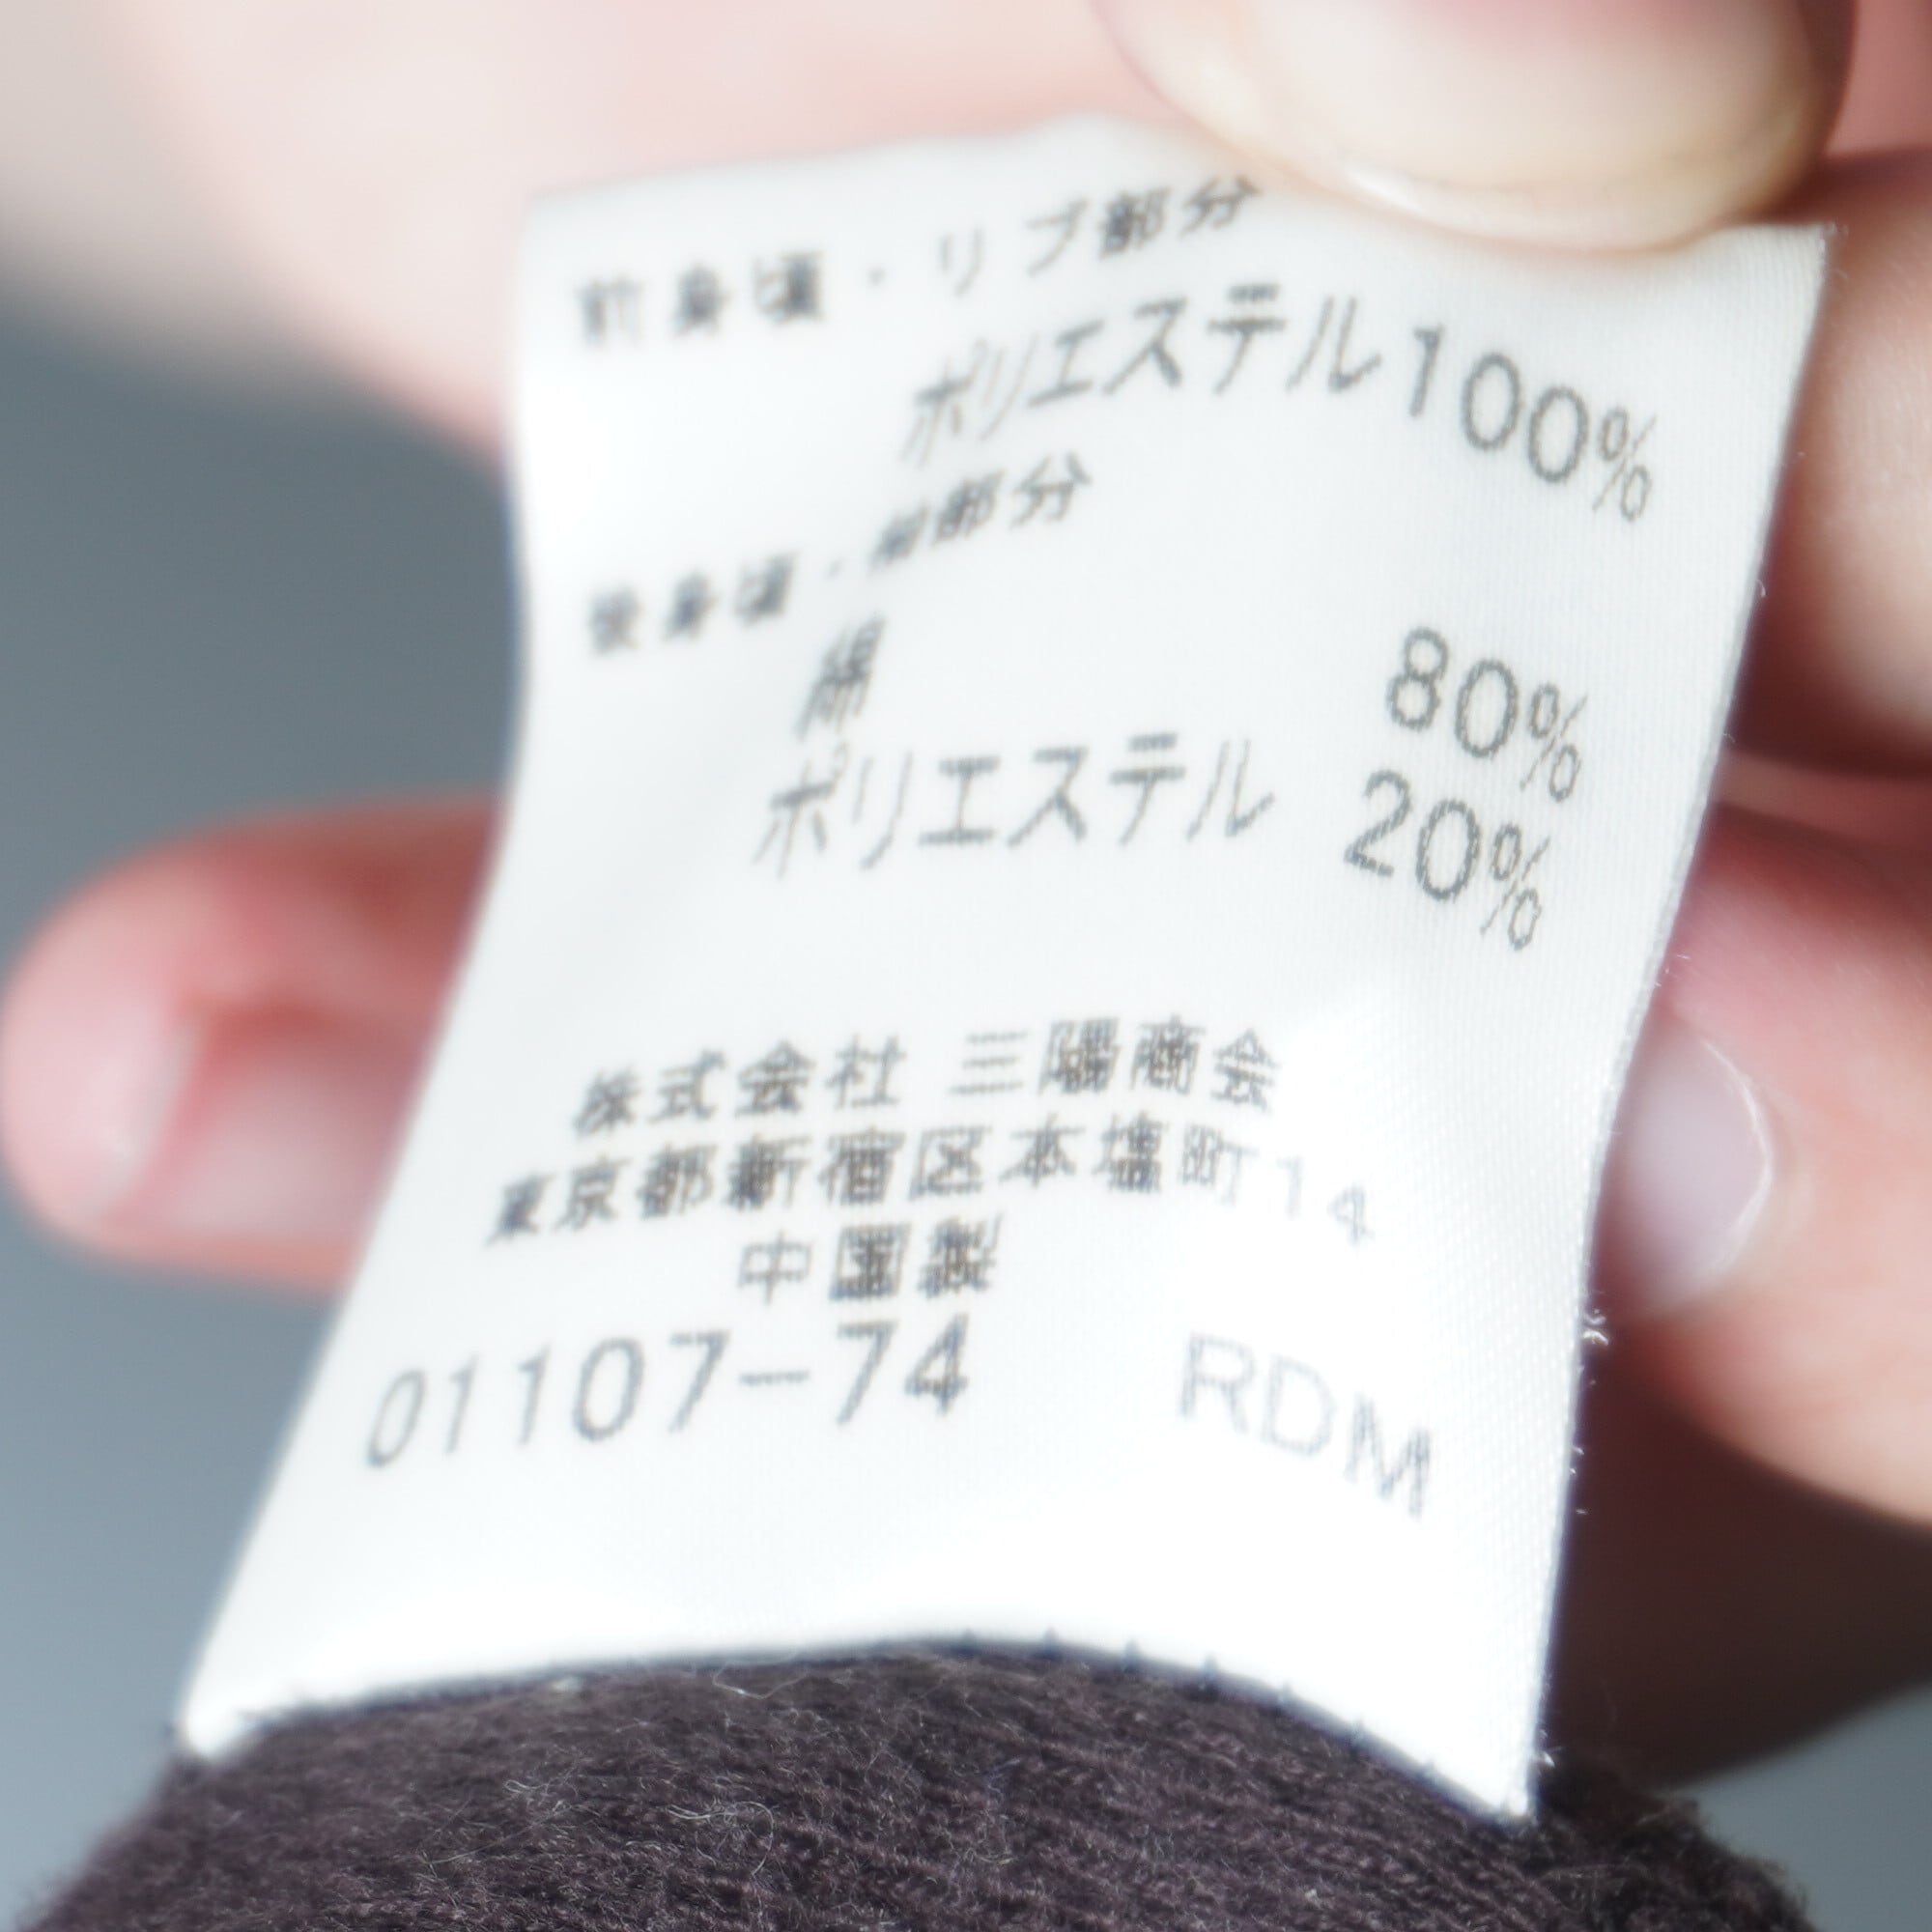 前身頃・リブ部分
ポリエステル100%
後身頃・袖部分
綿 80%
ポリエステル 20%
株式会社 三陽商会
東京都新宿区本塩町14
中国製
01107-74 RDM